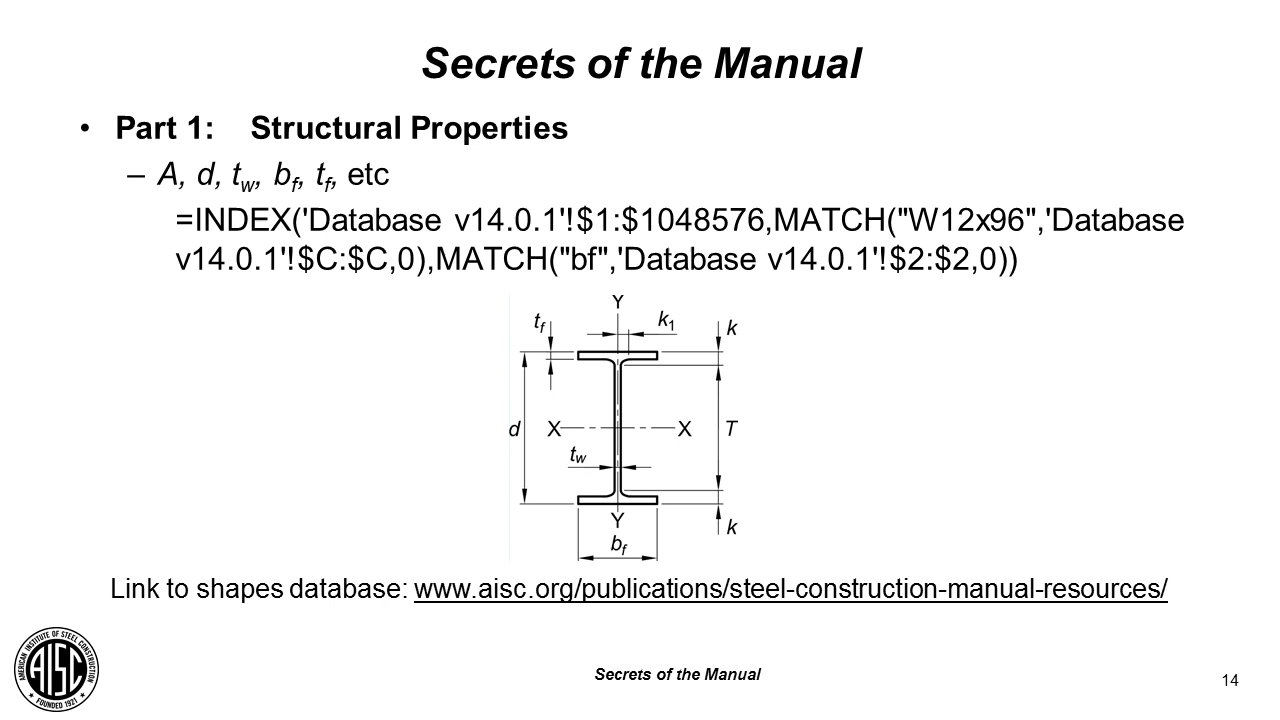 Secrets of the Manual
• Part 1: Structural Properties
– A, d, tw, bf, tf, etc
=INDEX('Database v14.0.1'!$1:$1048576,MATCH("W12x96",'Database
v14.0.1'!$C:$C,0),MATCH("bf",'Database v14.0.1'!$2:$2,0))
Y
tf
k1
k
d
X
X
T
tw
Y
k
bf
Link to shapes database: www.aisc.org/publications/steel-construction-manual-resources/
AMERICAN INSTITUTE OF STEEL CONSTRUCTION
AISC
FOUNDED 1921
Secrets of the Manual
14